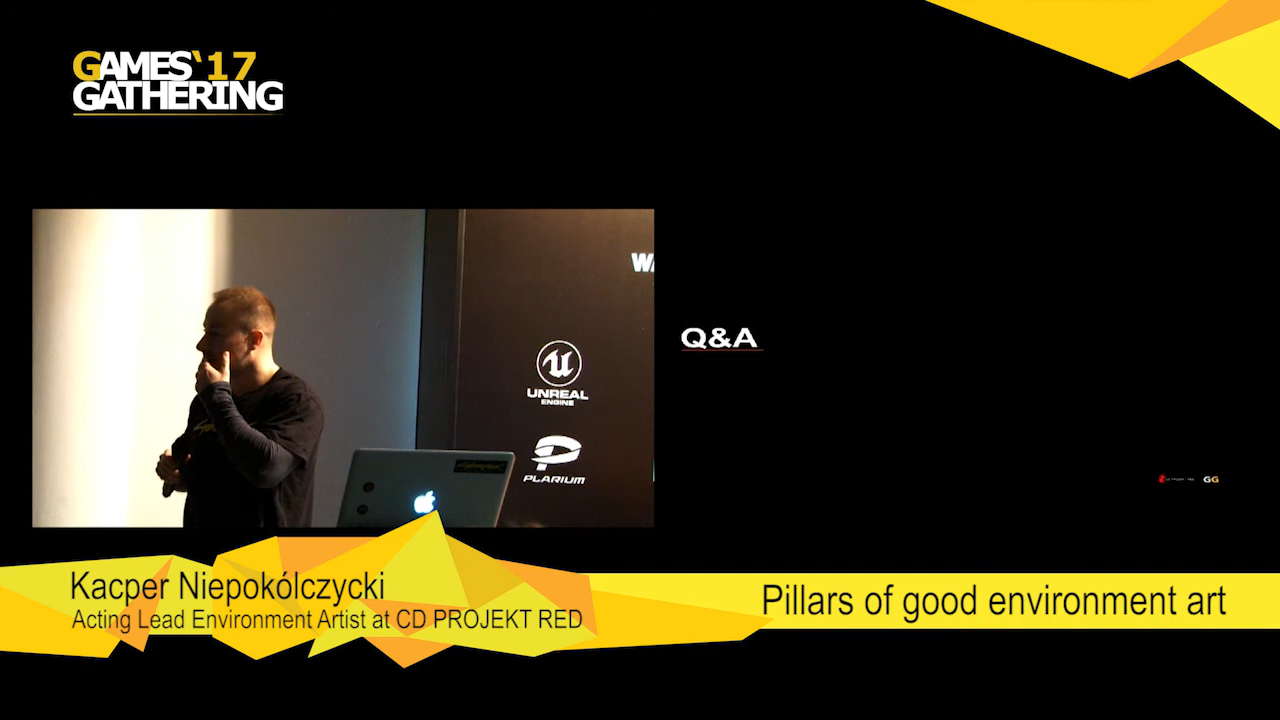 GAMES'17
GATHERING
WA
UNREAL
ENGINE
PLARIUM
Q&A
GG
Kacper Niepokólczycki
Acting Lead Environment Artist at CD PROJEKT RED
Pillars of good environment art